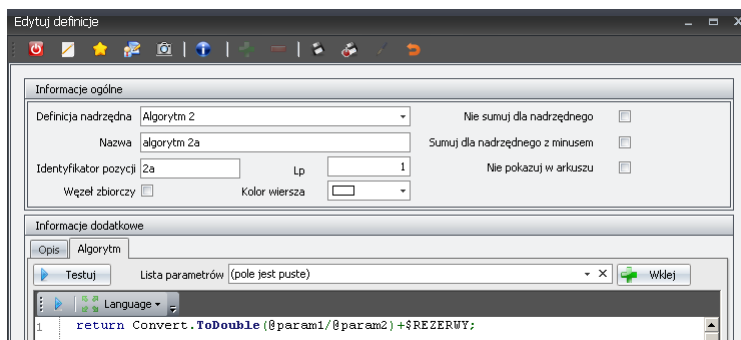 Edytuj definicje
Informacje ogólne
Definicja nadrzędna Algorytm 2 Nie sumuj dla nadrzędnego
Nazwa algorytm 2a Sumuj dla nadrzędnego z minusem
Identyfikator pozycji 2a Lp 1 Nie pokazuj w arkuszu
Węzeł zbiorczy Kolor wiersza
Informacje dodatkowe
Opis Algorytm
Testuj Lista parametrów (pole jest puste) Wklej
Language
1 return Convert.ToDouble(@param1/@param2)+$REZERWY;